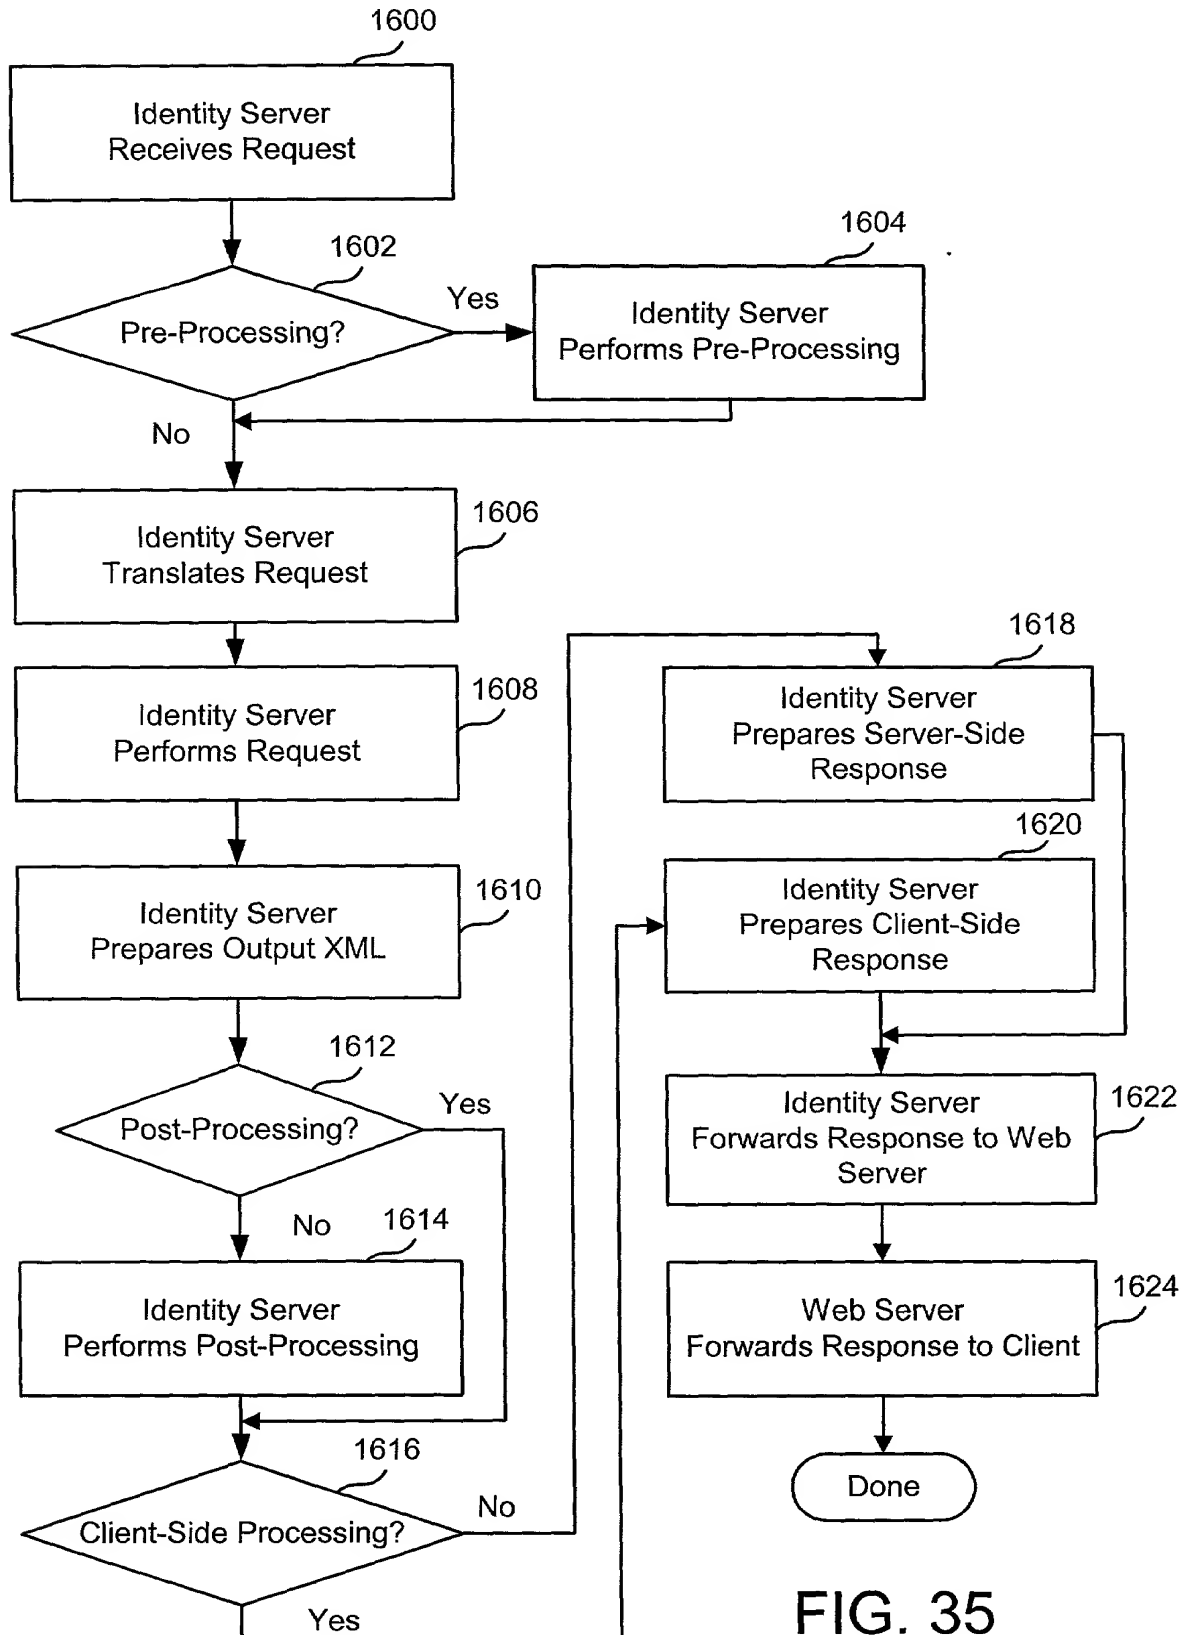 1600
Identity Server
Receives Request
1602
Pre-Processing?
Yes
1604
Identity Server
Performs Pre-Processing
No
1606
Identity Server
Translates Request
1608
Identity Server
Performs Request
1610
Identity Server
Prepares Output XML
1612
Post-Processing?
Yes
No
1614
Identity Server
Performs Post-Processing
1616
Client-Side Processing?
No
Yes
1618
Identity Server
Prepares Server-Side
Response
1620
Identity Server
Prepares Client-Side
Response
1622
Identity Server
Forwards Response to Web
Server
1624
Web Server
Forwards Response to Client
Done
FIG. 35